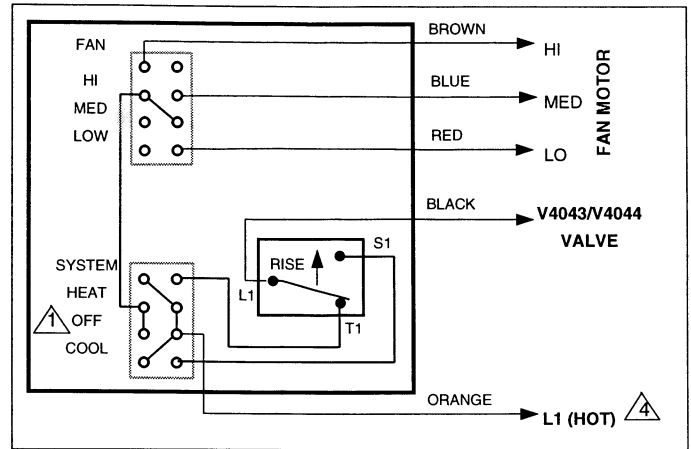 FAN
HI
MED
LOW
BROWN
HI
BLUE
MED
RED
LO
FAN MOTOR
BLACK
V4043/V4044
VALVE
S1
RISE
L1
T1
SYSTEM
HEAT
1
OFF
COOL
ORANGE
L1 (HOT)
4